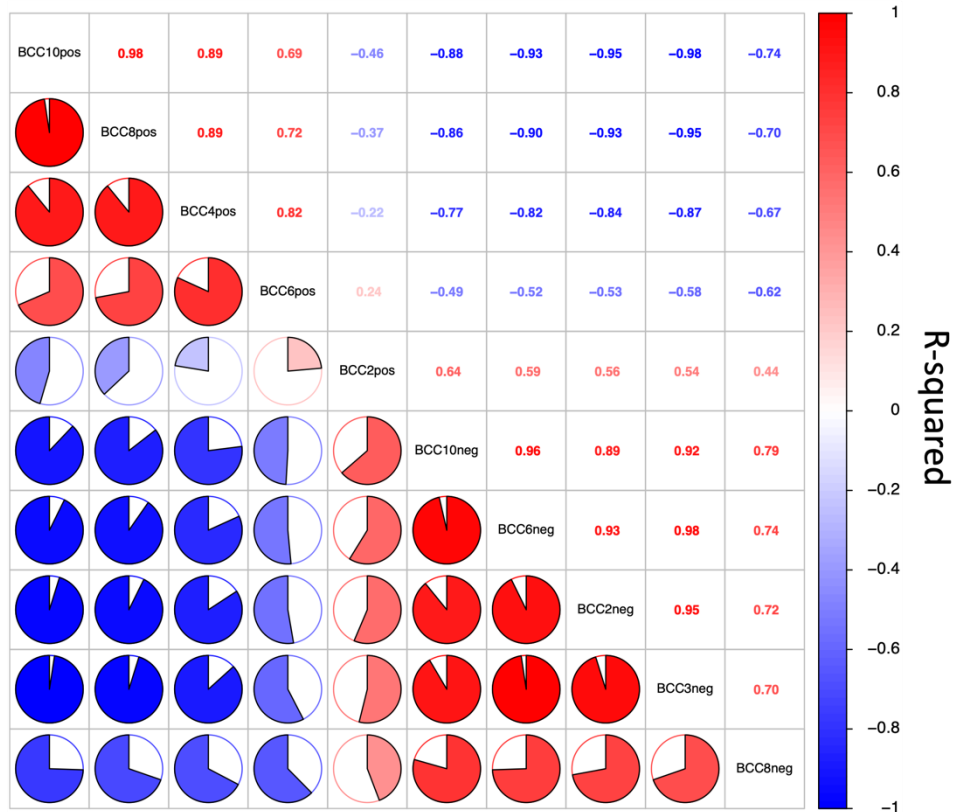 BCC10pos 0.98 0.89 0.69 −0.46 −0.88 −0.93 −0.95 −0.98 −0.74
BCC8pos 0.89 0.72 −0.37 −0.86 −0.90 −0.93 −0.95 −0.70
BCC4pos 0.82 −0.22 −0.77 −0.82 −0.84 −0.87 −0.67
BCC6pos 0.24 −0.49 −0.52 −0.53 −0.58 −0.62
BCC2pos 0.64 0.59 0.56 0.54 0.44
BCC10neg 0.96 0.89 0.92 0.79
BCC6neg 0.93 0.98 0.74
BCC2neg 0.95 0.72
BCC3neg 0.70
BCC8neg
1
0.8
0.6
0.4
0.2
0
−0.2
−0.4
−0.6
−0.8
−1
R-squared